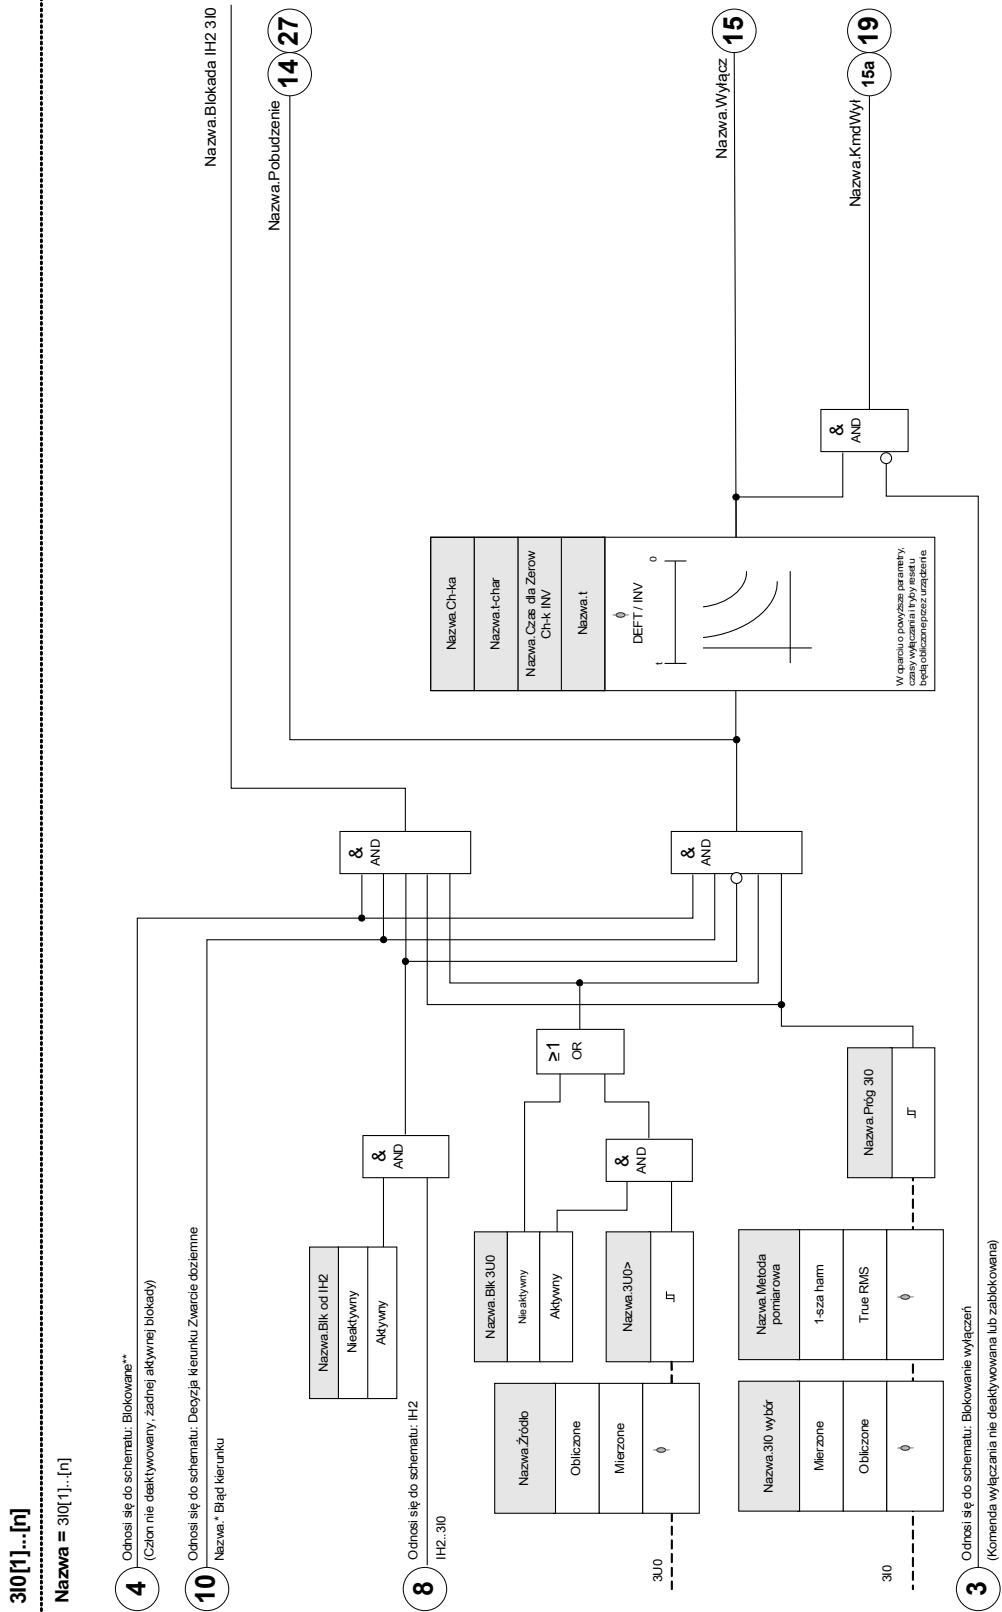 3I0[1]...[n]
Nazwa = 3I0[1]...[n]
4
Odnosi się do schematu: Blokowane**
(Człon nie deaktywowany, żadnej aktywnej blokady)
10
Odnosi się do schematu: Decyzja kierunku Zwarcie doziemne
Nazwa.* Błąd kierunku
Nazwa.Blk od IH2
Nieaktywny
Aktywny
8
Odnosi się do schematu: IH2
IH2..3I0
&
AND
Nazwa.Blk 3U0
Nieaktywny
Aktywny
Nazwa.Źródło
Obliczone
Mierzone
ϕ
3U0
Nazwa.3U0>
&
AND
≥1
OR
Nazwa.3I0 wybór
Mierzone
Obliczone
ϕ
3I0
Nazwa.Metoda
pomiarowa
1-sza harm
True RMS
ϕ
Nazwa.Próg 3I0
3
Odnosi się do schematu: Blokowanie wyłączeń
(Komenda wyłączania nie deaktywowana lub zablokowana)
&
AND
&
AND
Nazwa.Blokada IH2 3I0
Nazwa.Pobudzenie
14
27
Nazwa.Ch-ka
Nazwa.t-char
Nazwa.Czas dla Zerow
Ch-k INV
Nazwa.t
ϕ
DEFT / INV
t
0
W oparciu o powyższe parametry,
czasy wyłączania i tryby resetu
będą obliczone przez urządzenie.
Nazwa.Wyłącz
15
&
AND
Nazwa.KmdWył
15a
19